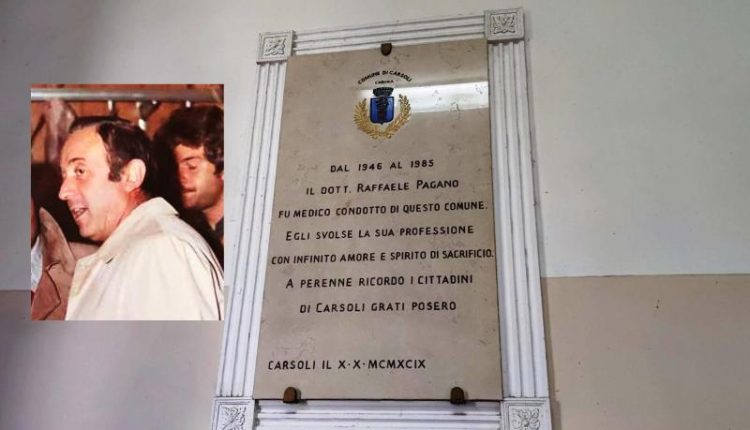 COMUNE DI CARSOLI
DAL 1946 AL 1985
IL DOTT. RAFFAELE PAGANO
FU MEDICO CONDOTTO DI QUESTO COMUNE.
EGLI SVOLSE LA SUA PROFESSIONE
CON INFINITO AMORE E SPIRITO DI SACRIFICIO.
A PERENNE RICORDO I CITTADINI
DI CARSOLI GRATI POSERO
CARSOLI IL X·X·MCMXCIX